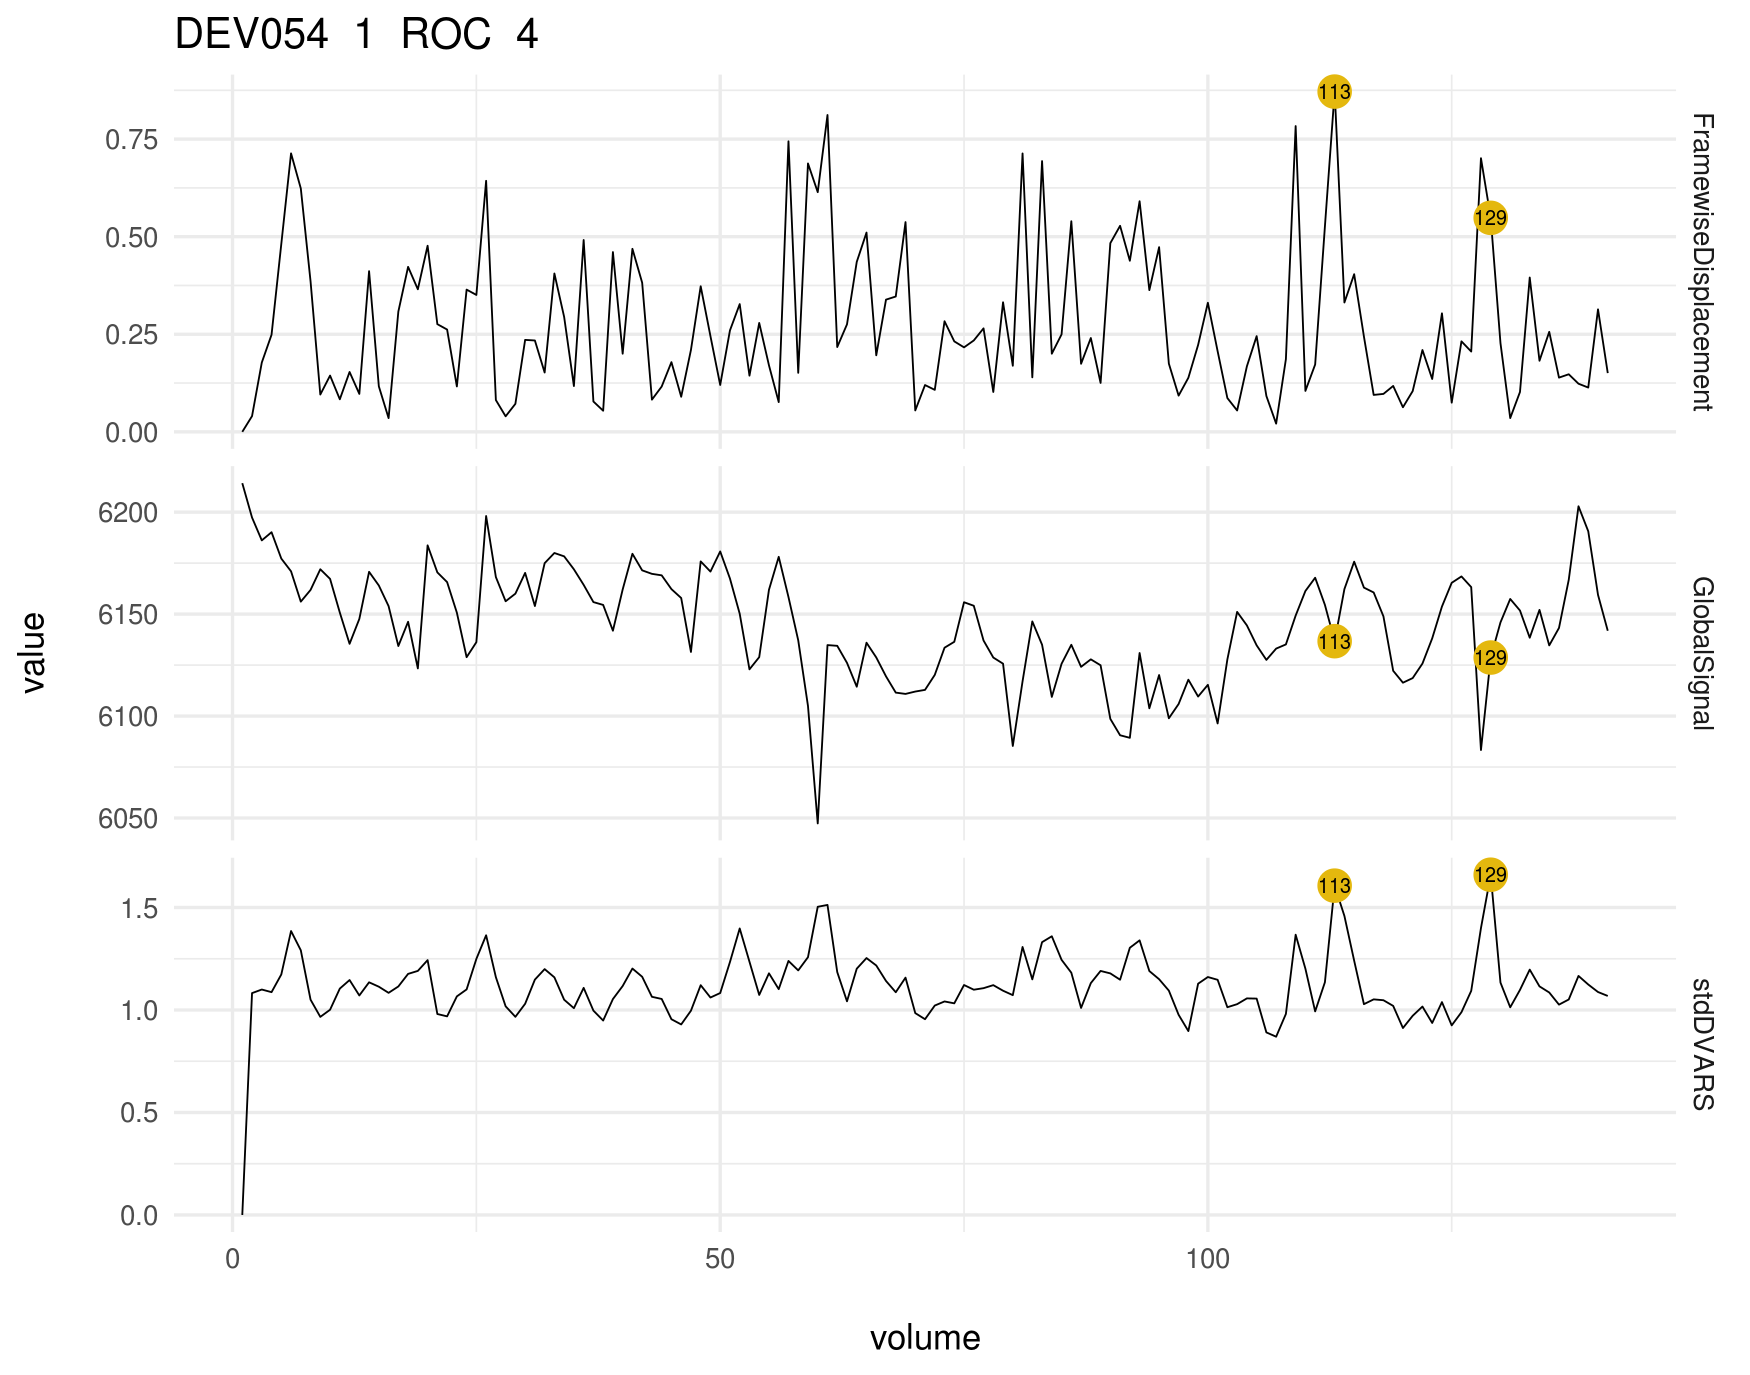 DEV054 1 ROC 4
113
0.75
129
0.50
0.25
0.00
FramewiseDisplacement
6200
6150
113
129
6100
6050
GlobalSignal
value
113
129
1.5
1.0
0.5
0.0
stdDVARS
0 50 100
volume